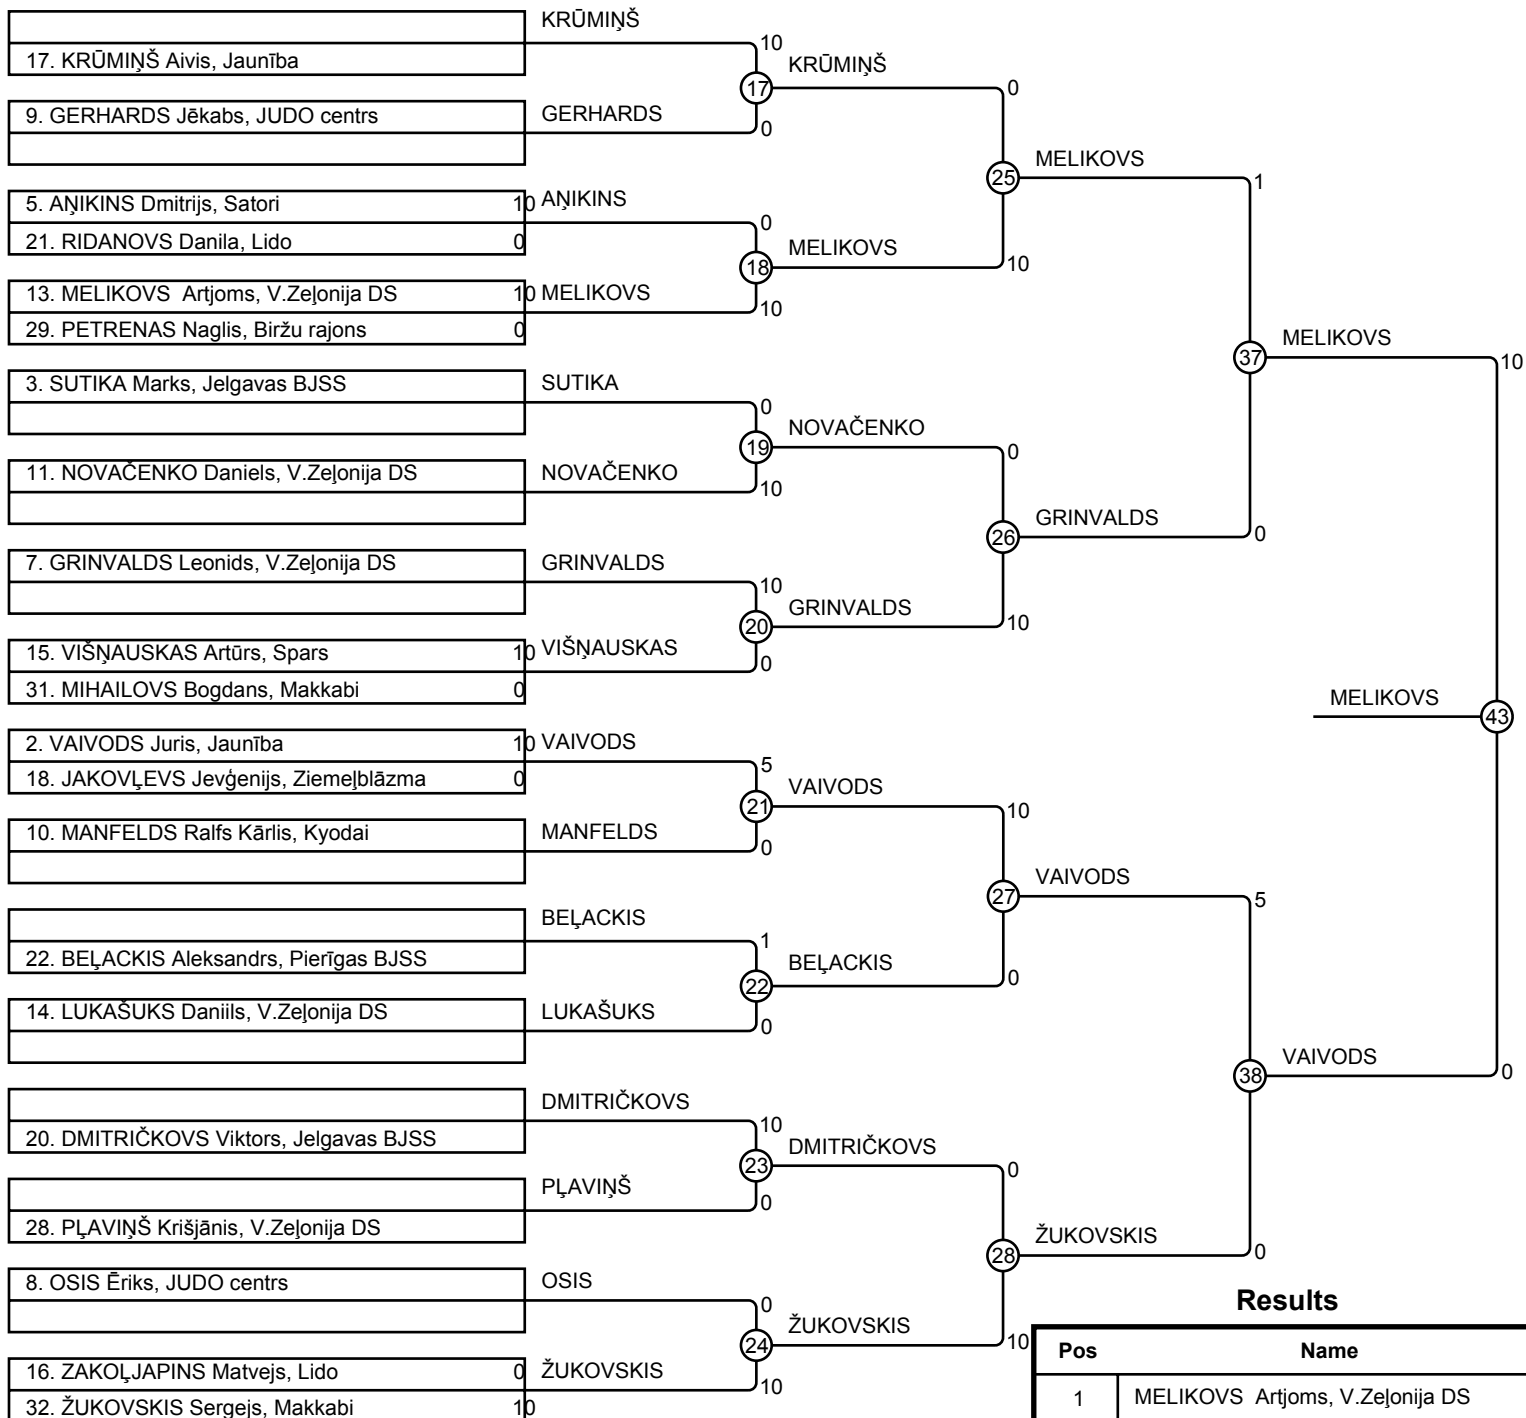 KRŪMIŅŠ
17. KRŪMIŅŠ Aivis, Jaunība
10
17
KRŪMIŅŠ
0
9. GERHARDS Jēkabs, JUDO centrs
GERHARDS
0
MELIKOVS
25
1
5. AŅIKINS Dmitrijs, Satori 10
AŅIKINS
21. RIDANOVS Danila, Lido 0
0
18
MELIKOVS
10
13. MELIKOVS Artjoms, V.Zeļonija DS 10
MELIKOVS
29. PETRENAS Naglis, Biržu rajons 0
10
MELIKOVS
37
10
3. SUTIKA Marks, Jelgavas BJSS
SUTIKA
0
19
NOVAČENKO
0
11. NOVAČENKO Daniels, V.Zeļonija DS
NOVAČENKO
10
GRINVALDS
26
0
7. GRINVALDS Leonids, V.Zeļonija DS
GRINVALDS
10
20
GRINVALDS
10
15. VIŠŅAUSKAS Artūrs, Spars 10
VIŠŅAUSKAS
31. MIHAILOVS Bogdans, Makkabi 0
0
MELIKOVS
43
2. VAIVODS Juris, Jaunība 10
VAIVODS
18. JAKOVĻEVS Jevģenijs, Ziemeļblāzma 0
5
21
VAIVODS
10
10. MANFELDS Ralfs Kārlis, Kyodai
MANFELDS
0
VAIVODS
27
5
BEĻACKIS
22. BEĻACKIS Aleksandrs, Pierīgas BJSS
1
22
BEĻACKIS
0
14. LUKAŠUKS Daniils, V.Zeļonija DS
LUKAŠUKS
0
VAIVODS
38
0
DMITRIČKOVS
20. DMITRIČKOVS Viktors, Jelgavas BJSS
10
23
DMITRIČKOVS
0
PĻAVIŅŠ
28. PĻAVIŅŠ Krišjānis, V.Zeļonija DS
0
ŽUKOVSKIS
28
0
8. OSIS Ēriks, JUDO centrs
OSIS
0
24
ŽUKOVSKIS
10
16. ZAKOĻJAPINS Matvejs, Lido 0
ŽUKOVSKIS
32. ŽUKOVSKIS Sergejs, Makkabi 10
10
Results
Pos Name
1 MELIKOVS Artjoms, V.Zeļonija DS